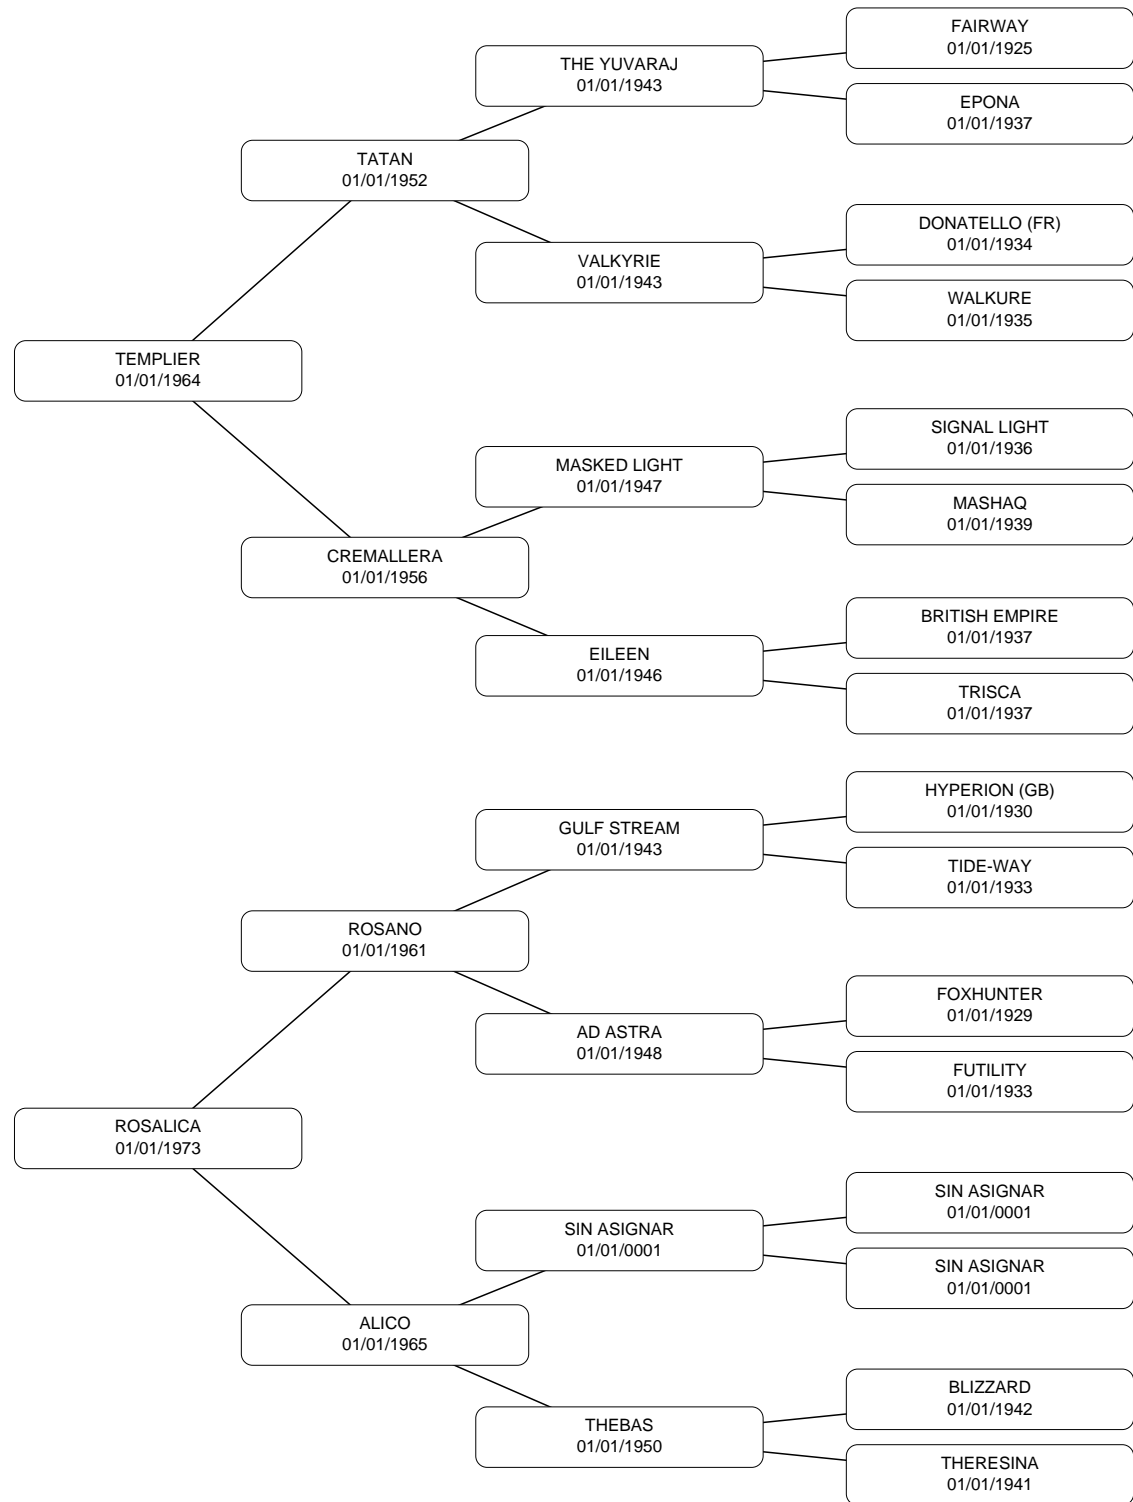 FAIRWAY
01/01/1925
THE YUVARAJ
01/01/1943
EPONA
01/01/1937
TATAN
01/01/1952
DONATELLO (FR)
01/01/1934
VALKYRIE
01/01/1943
WALKURE
01/01/1935
TEMPLIER
01/01/1964
SIGNAL LIGHT
01/01/1936
MASKED LIGHT
01/01/1947
MASHAQ
01/01/1939
CREMALLERA
01/01/1956
BRITISH EMPIRE
01/01/1937
EILEEN
01/01/1946
TRISCA
01/01/1937
HYPERION (GB)
01/01/1930
GULF STREAM
01/01/1943
TIDE-WAY
01/01/1933
ROSANO
01/01/1961
FOXHUNTER
01/01/1929
AD ASTRA
01/01/1948
FUTILITY
01/01/1933
ROSALICA
01/01/1973
SIN ASIGNAR
01/01/0001
SIN ASIGNAR
01/01/0001
SIN ASIGNAR
01/01/0001
ALICO
01/01/1965
BLIZZARD
01/01/1942
THEBAS
01/01/1950
THERESINA
01/01/1941